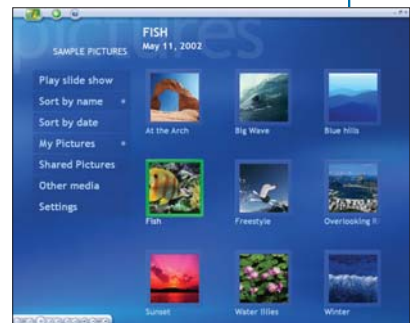 pictures
FISH
May 11, 2002
SAMPLE PICTURES
Play slide show
Sort by name
Sort by date
My Pictures
Shared Pictures
Other media
Settings
At the Arch
Big Wave
Blue hills
Fish
Freestyle
Overlooking R
Sunset
Water lilies
Winter